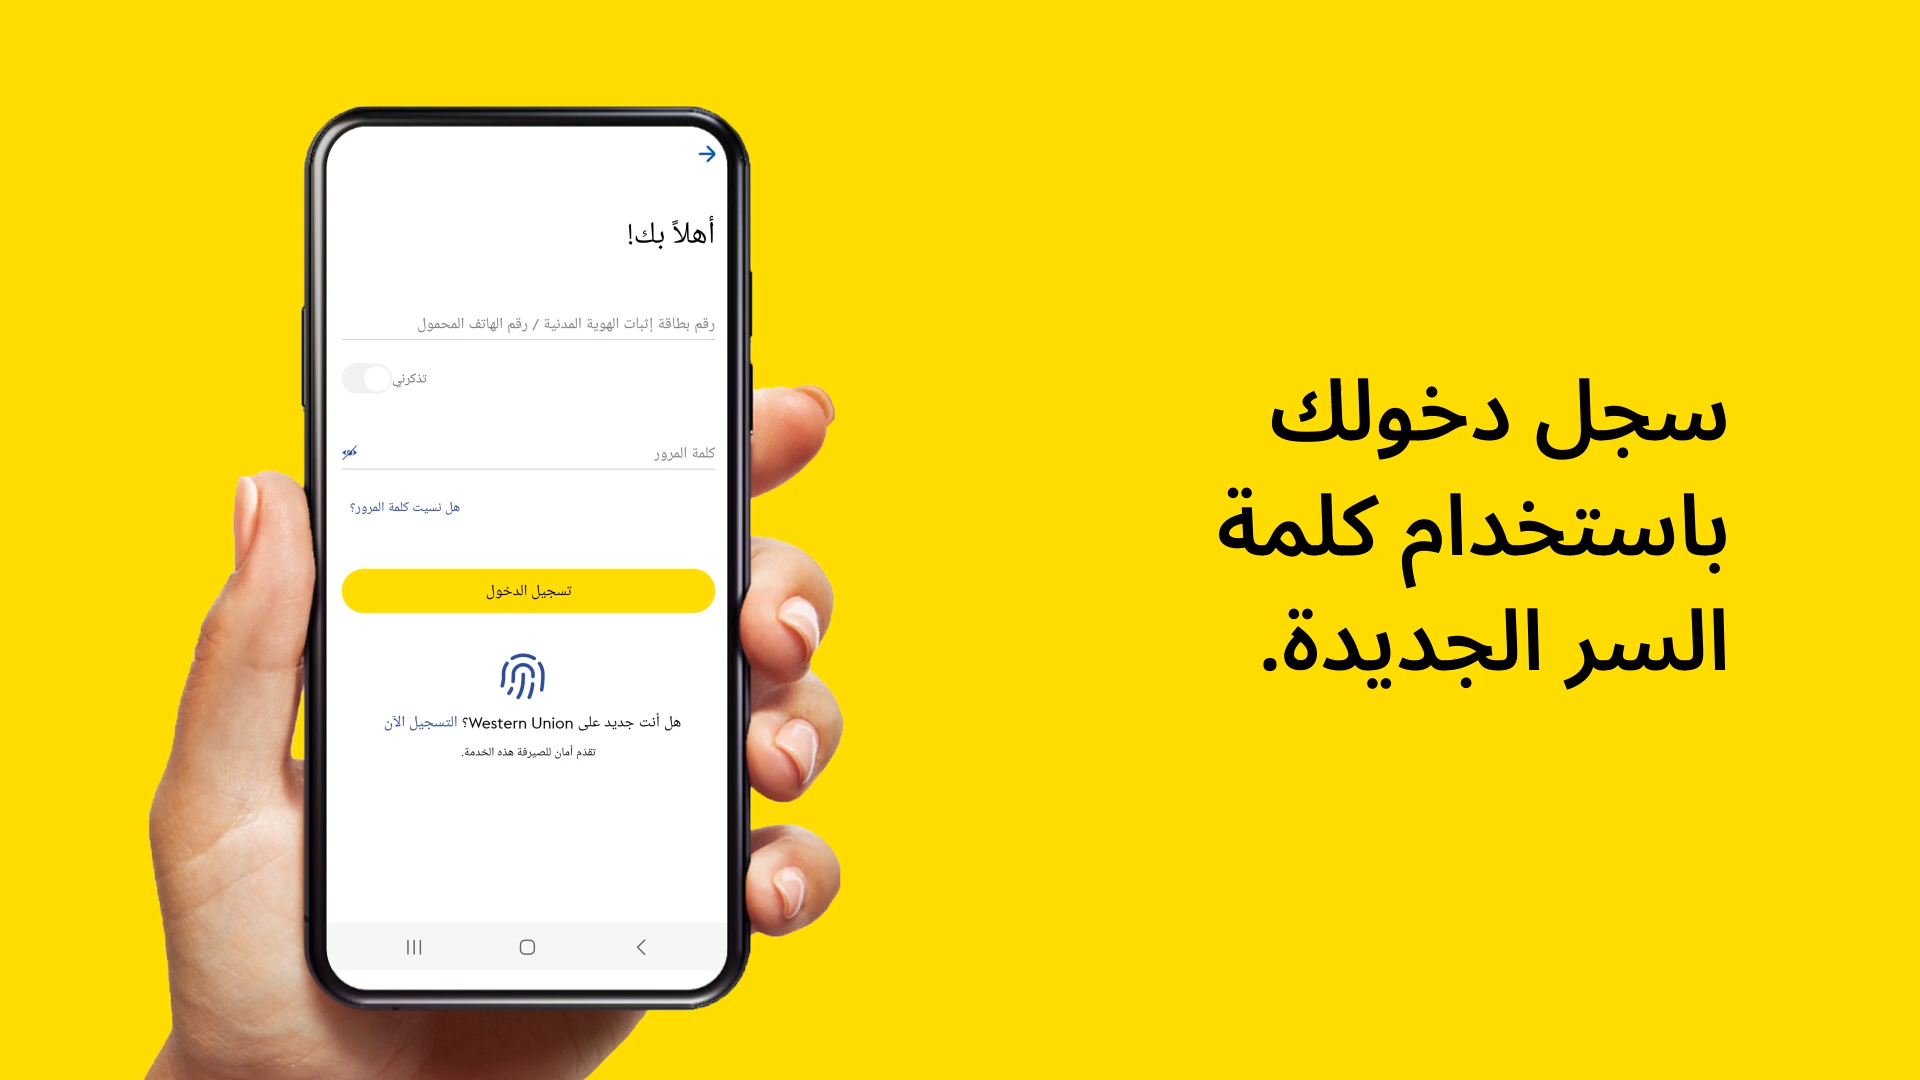 أهلاً بك!
رقم بطاقة إثبات الهوية المدنية / رقم الهاتف المحمول
تذكرني
كلمة المرور
هل نسيت كلمة المرور؟
تسجيل الدخول
هل أنت جديد على Western Union؟ التسجيل الآن
تقدّم أمان للصيرفة هذه الخدمة.
سجل دخولك
باستخدام كلمة
السر الجديدة.